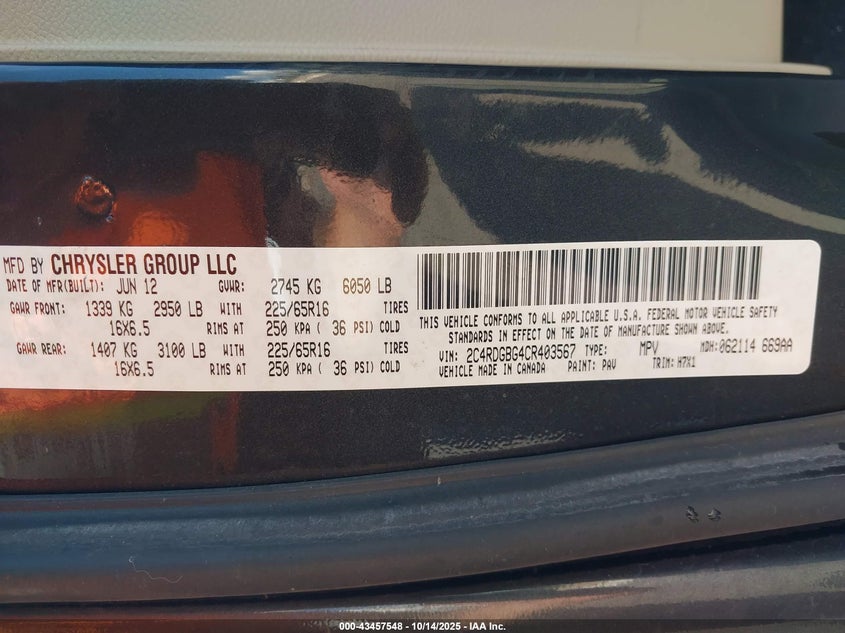 MFD BY CHRYSLER GROUP LLC
DATE OF MFR(BUILT): JUN 12 GVWR: 2745 KG 6050 LB
GAWR FRONT: 1339 KG 2950 LB WITH 225/65R16 TIRES
16X6.5 RIMS AT 250 KPA ( 36 PSI) COLD
GAWR REAR: 1407 KG 3100 LB WITH 225/65R16 TIRES
16X6.5 RIMS AT 250 KPA ( 36 PSI) COLD
THIS VEHICLE CONFORMS TO ALL APPLICABLE U.S.A. FEDERAL MOTOR VEHICLE SAFETY
STANDARDS IN EFFECT ON THE DATE OF MANUFACTURE SHOWN ABOVE.
VIN: 2C4RDGBG4CR403567 TYPE: MPV MDH: 062114 669AA
VEHICLE MADE IN CANADA PAINT: PAV TRIM: H7X1
000-43457548 - 10/14/2025 - IAA Inc.